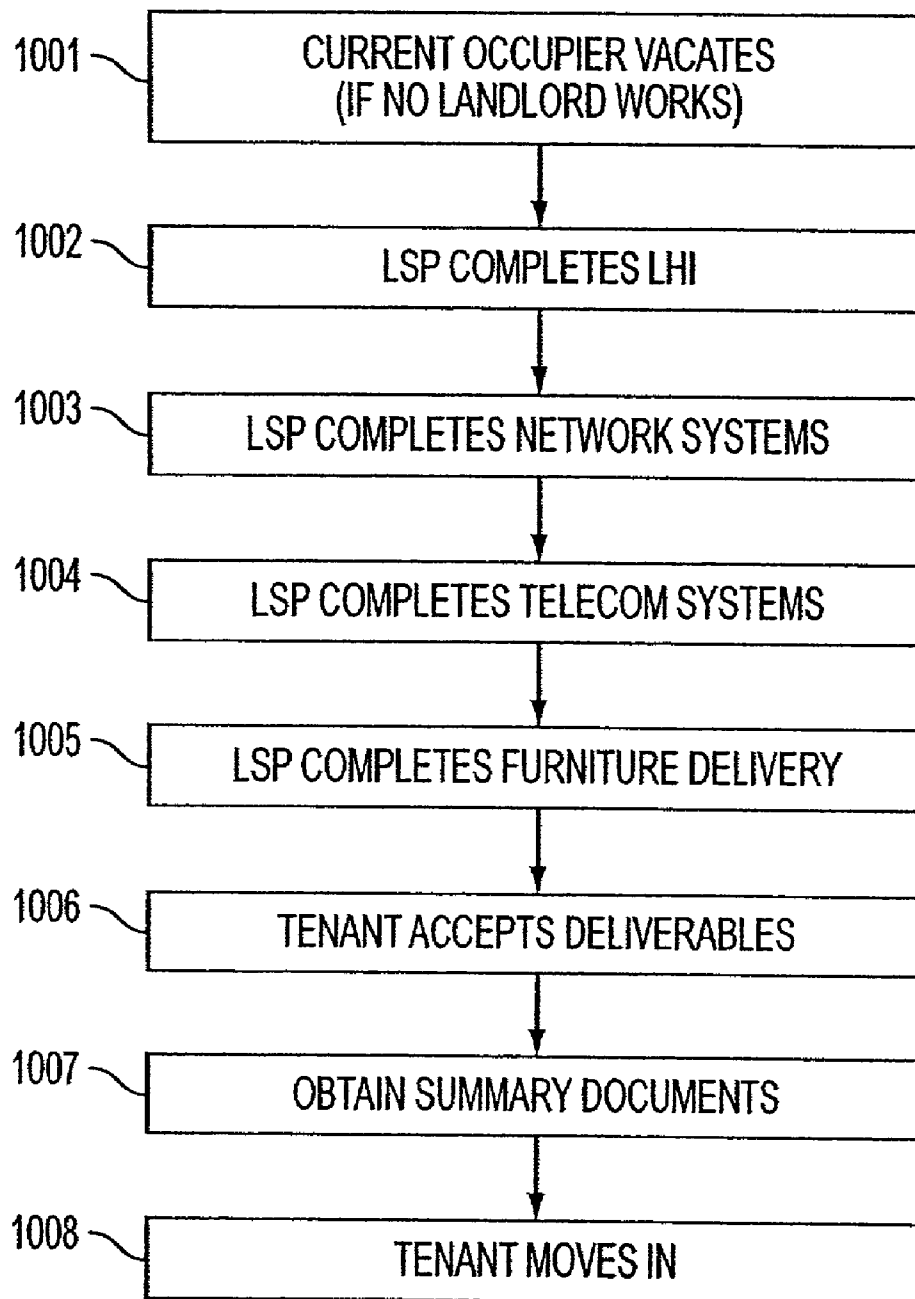 1001
CURRENT OCCUPIER VACATES
(IF NO LANDLORD WORKS)
1002
LSP COMPLETES LHI
1003
LSP COMPLETES NETWORK SYSTEMS
1004
LSP COMPLETES TELECOM SYSTEMS
1005
LSP COMPLETES FURNITURE DELIVERY
1006
TENANT ACCEPTS DELIVERABLES
1007
OBTAIN SUMMARY DOCUMENTS
1008
TENANT MOVES IN